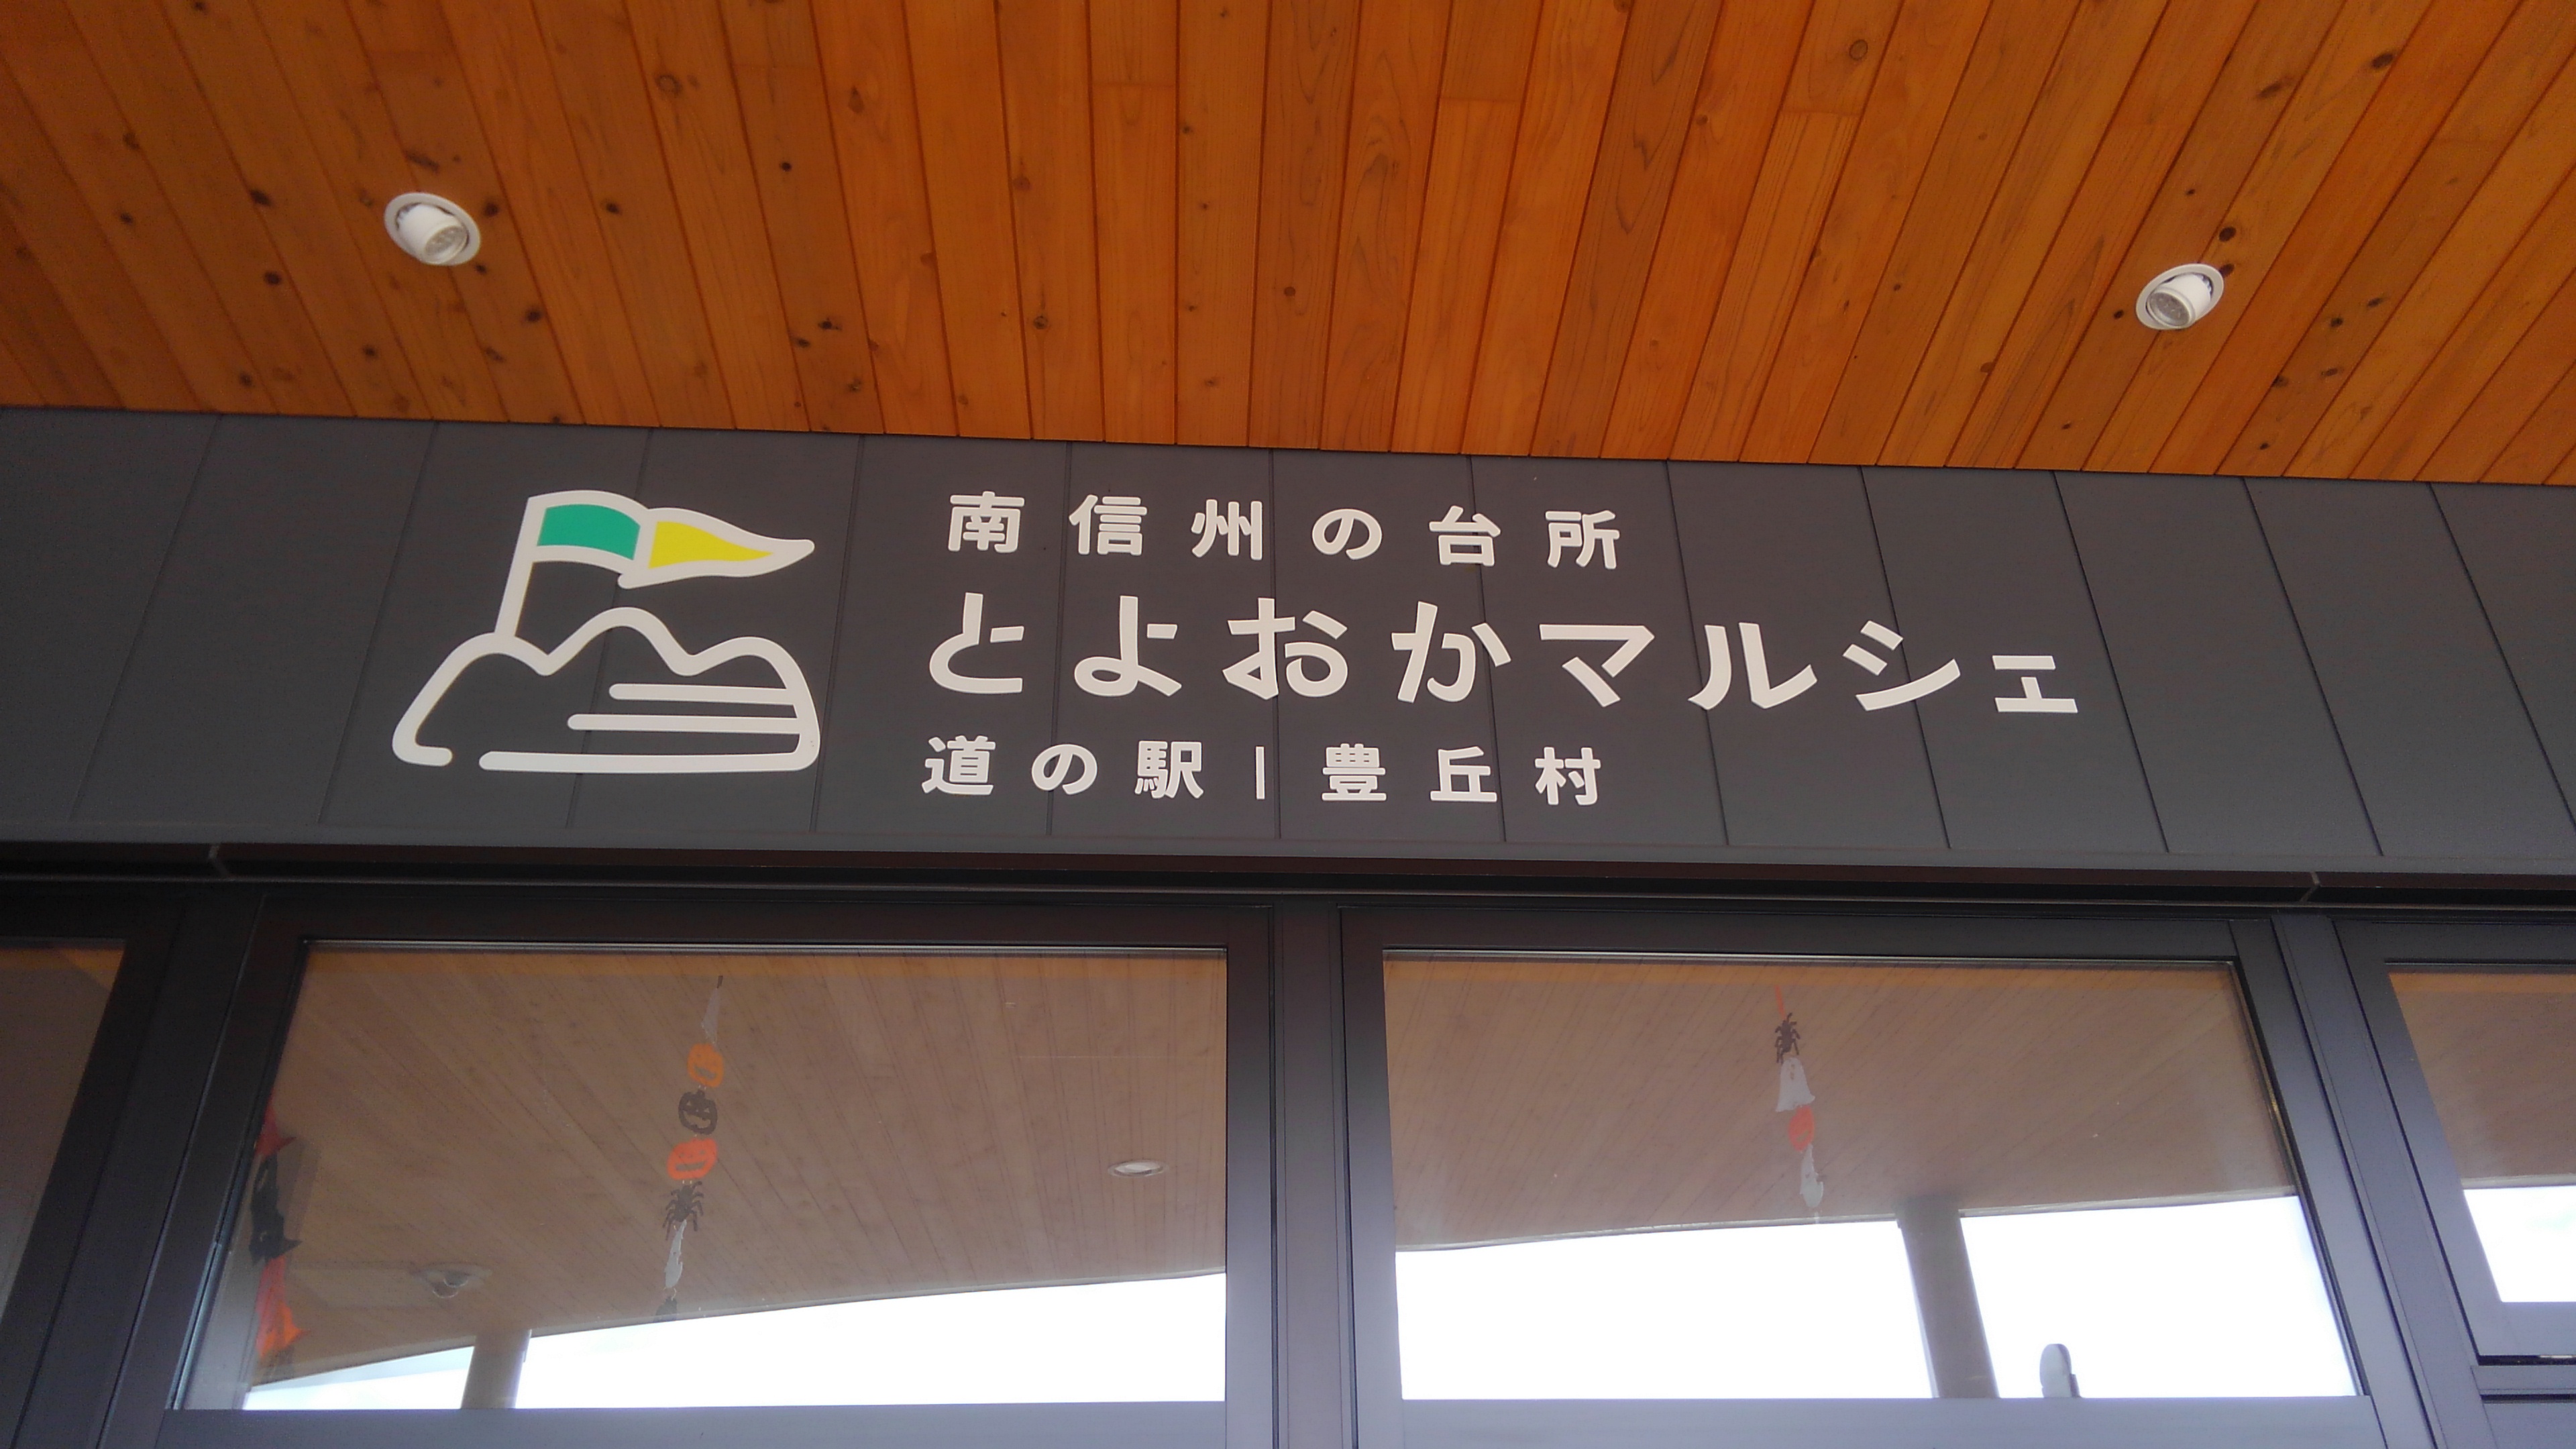 南信州の台所
とよおかマルシェ
道の駅|豊丘村